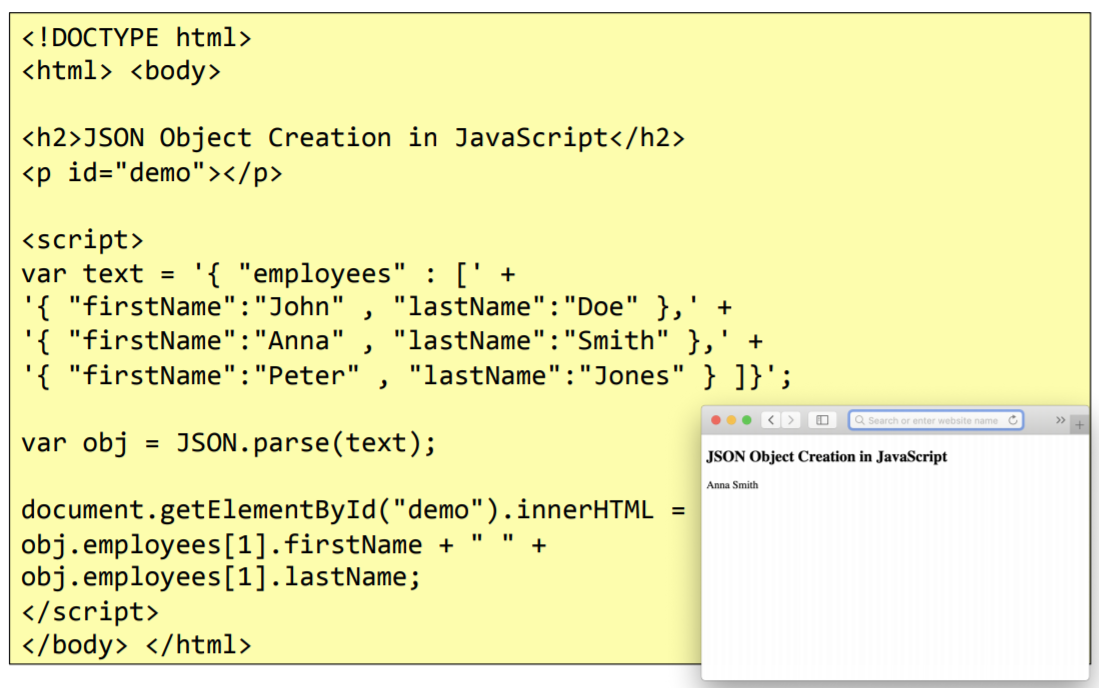 <!DOCTYPE html>
<html> <body>
<h2>JSON Object Creation in JavaScript</h2>
<p id="demo"></p>
<script>
var text = '{ "employees" : [' +
'{ "firstName":"John" , "lastName":"Doe" },' +
'{ "firstName":"Anna" , "lastName":"Smith" },' +
'{ "firstName":"Peter" , "lastName":"Jones" } ]}';
var obj = JSON.parse(text);
document.getElementById("demo").innerHTML =
obj.employees[1].firstName + " " +
obj.employees[1].lastName;
</script>
</body> </html>
Search or enter website name
JSON Object Creation in JavaScript
Anna Smith